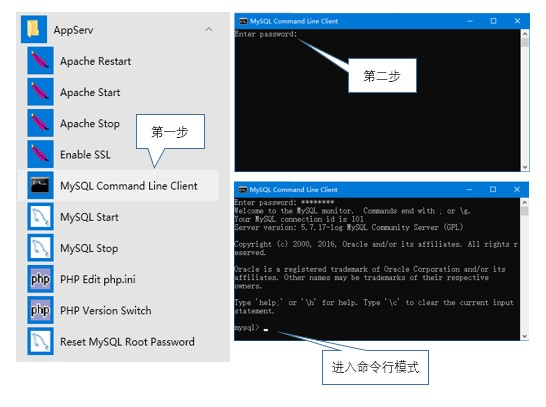 AppServ
Apache Restart
Apache Start
Apache Stop
Enable SSL
MySQL Command Line Client
MySQL Start
MySQL Stop
PHP Edit php.ini
PHP Version Switch
Reset MySQL Root Password
第一步
php
php
MySQL Command Line Client
Enter password:
第二步
MySQL Command Line Client
Enter password: ********
Welcome to the MySQL monitor.  Commands end with ; or \g.
Your MySQL connection id is 101
Server version: 5.7.17-log MySQL Community Server (GPL)
Copyright (c) 2000, 2016, Oracle and/or its affiliates. All rights r
eserved.
Oracle is a registered trademark of Oracle Corporation and/or its
affiliates. Other names may be trademarks of their respective
owners.
Type 'help;' or '\h' for help. Type '\c' to clear the current input
statement.
mysql> _
进入命令行模式